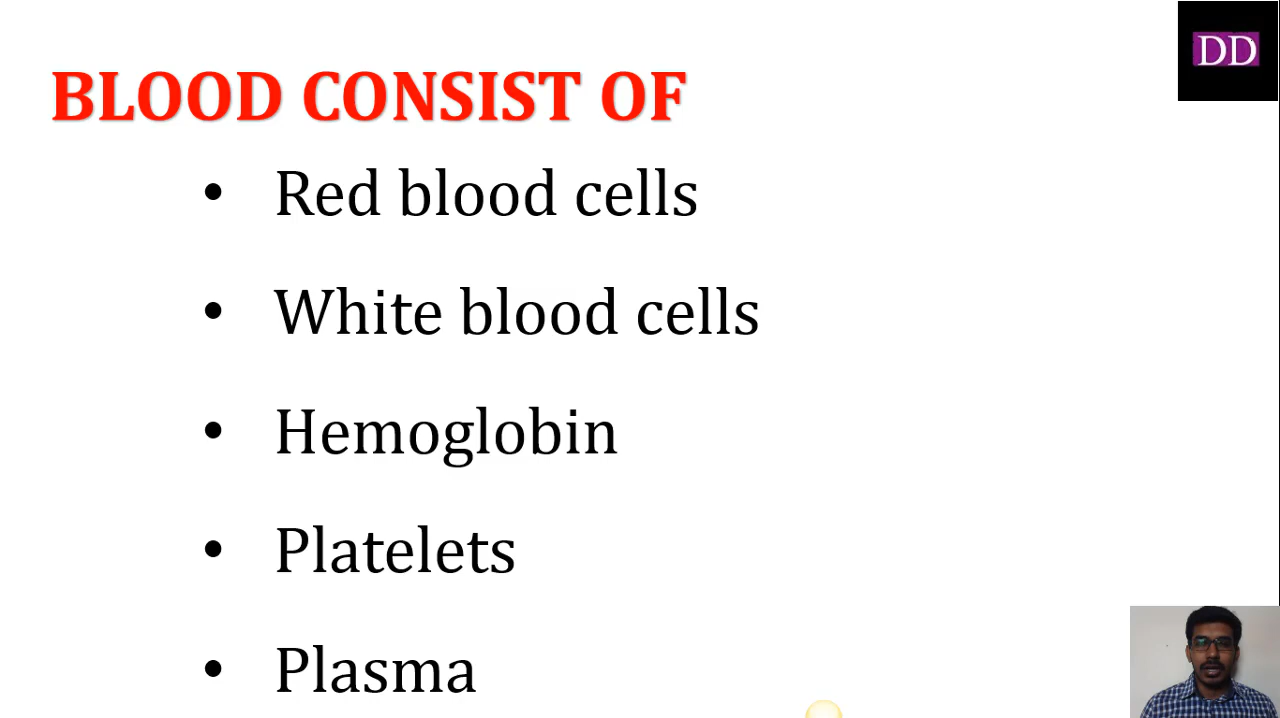 DD
BLOOD CONSIST OF
• Red blood cells
• White blood cells
• Hemoglobin
• Platelets
• Plasma